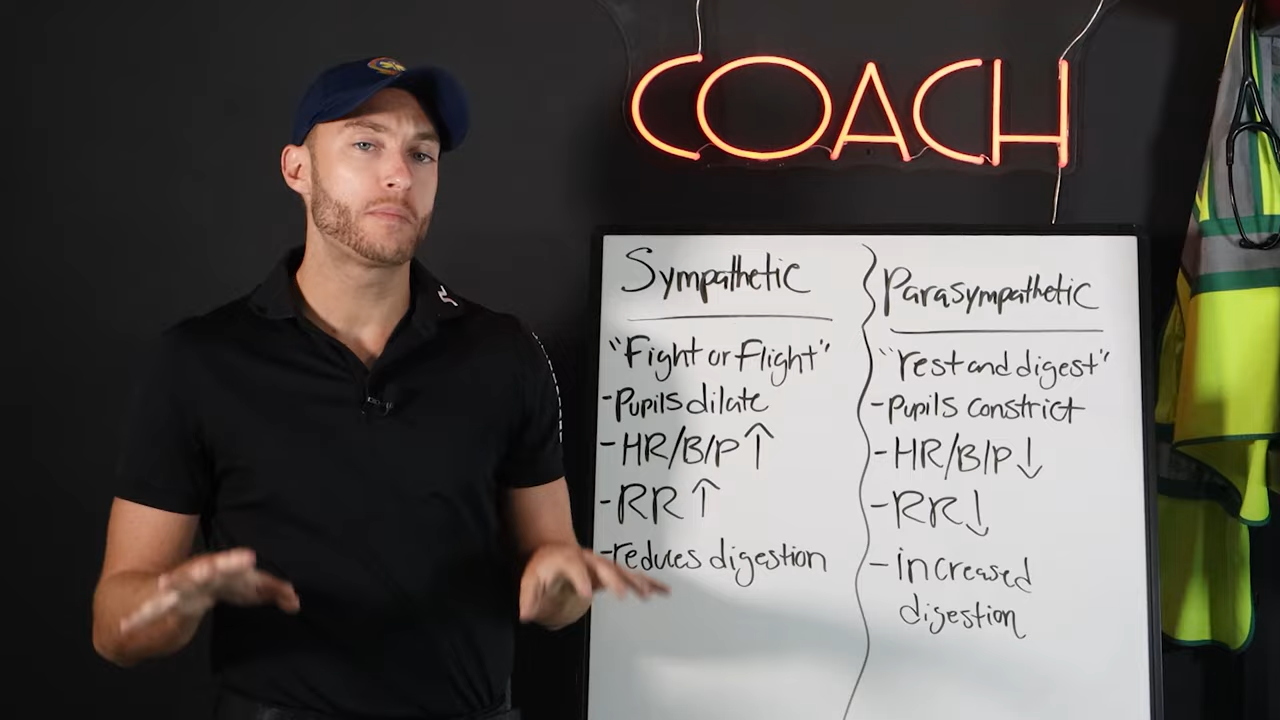 COACH
Sympathetic
"Fight or Flight"
-Pupils dilate
-HR/B/P ↑
-RR ↑
-reduces digestion
Parasympathetic
"rest and digest"
-pupils constrict
-HR/B/P ↓
-RR ↓
-increased
digestion